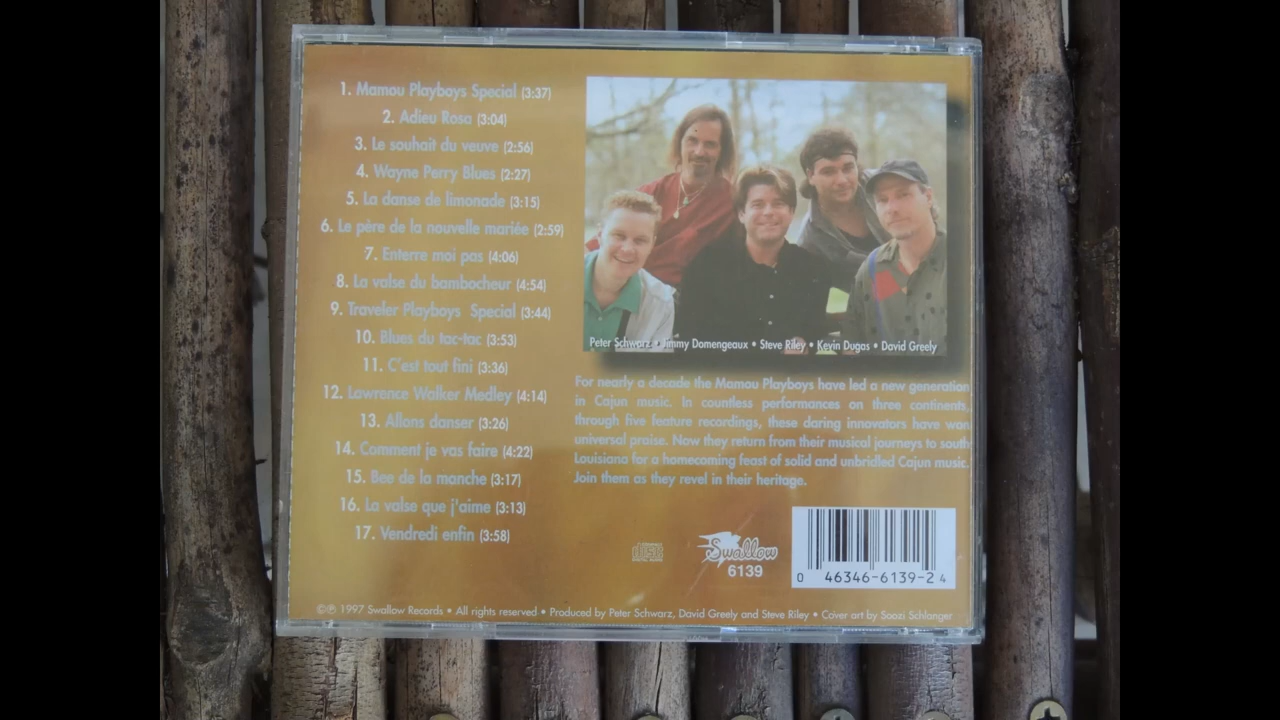 1. Mamou Playboys Special (3:37)
2. Adieu Rosa (3:04)
3. Le souhait du veuve (2:56)
4. Wayne Perry Blues (2:27)
5. La danse de limonade (3:15)
6. Le père de la nouvelle mariée (2:59)
7. Enterre moi pas (4:06)
8. La valse du bambocheur (4:54)
9. Traveler Playboys Special (3:44)
10. Blues du tac-tac (3:53)
11. C'est tout fini (3:36)
12. Lawrence Walker Medley (4:14)
13. Allons danser (3:26)
14. Comment je vas faire (4:22)
15. Bee de la manche (3:17)
16. La valse que j'aime (3:13)
17. Vendredi enfin (3:58)
Peter Schwarz • Jimmy Domengeaux • Steve Riley • Kevin Dugas • David Greely
For nearly a decade the Mamou Playboys have led a new generation
in Cajun music. In countless performances on three continents,
through five feature recordings, these daring innovators have won
universal praise. Now they return from their musical journeys to south
Louisiana for a homecoming feast of solid and unbridled Cajun music.
Join them as they revel in their heritage.
disc
Swallow
6139
0 46346-6139-2 4
©℗ 1997 Swallow Records • All rights reserved • Produced by Peter Schwarz, David Greely and Steve Riley • Cover art by Soozi Schlanger